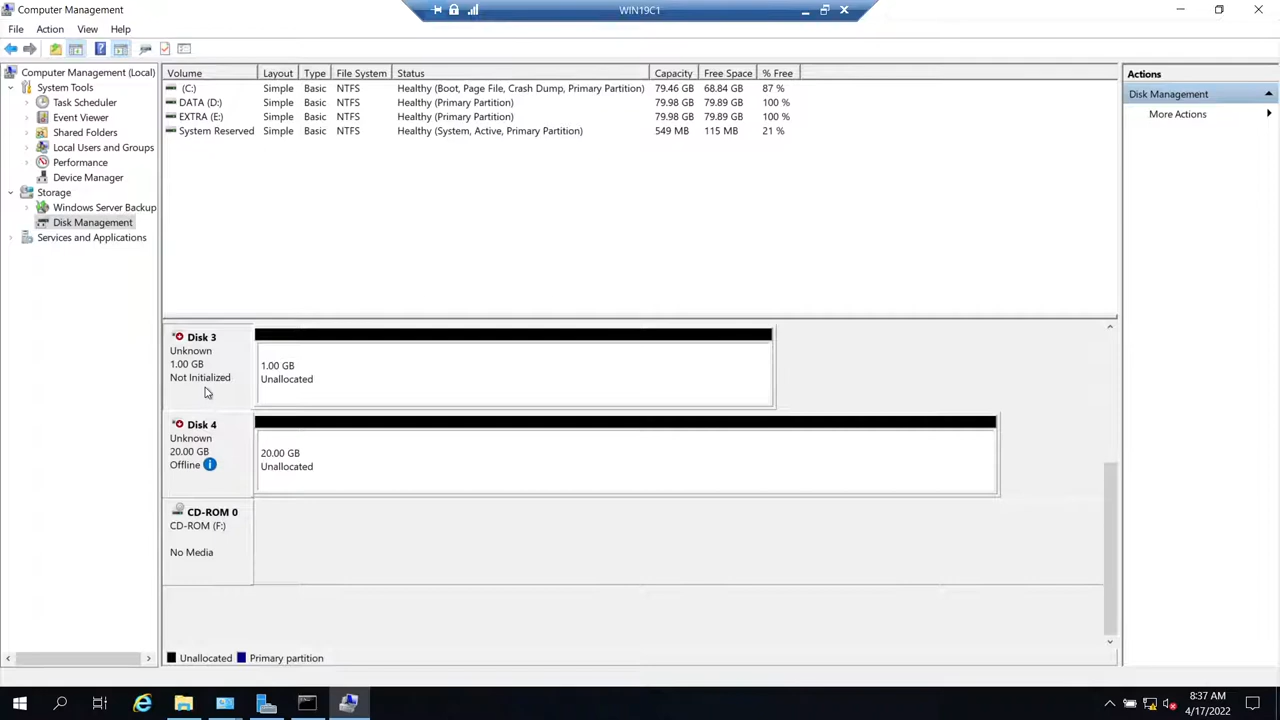 Computer Management
WIN19C1
File Action View Help
Computer Management (Local)
System Tools
Task Scheduler
Event Viewer
Shared Folders
Local Users and Groups
Performance
Device Manager
Storage
Windows Server Backup
Disk Management
Services and Applications
Volume Layout Type File System Status Capacity Free Space % Free
(C:) Simple Basic NTFS Healthy (Boot, Page File, Crash Dump, Primary Partition) 79.46 GB 68.84 GB 87 %
DATA (D:) Simple Basic NTFS Healthy (Primary Partition) 79.98 GB 79.89 GB 100 %
EXTRA (E:) Simple Basic NTFS Healthy (Primary Partition) 79.98 GB 79.89 GB 100 %
System Reserved Simple Basic NTFS Healthy (System, Active, Primary Partition) 549 MB 115 MB 21 %
Disk 3
Unknown
1.00 GB
Not Initialized
1.00 GB
Unallocated
Disk 4
Unknown
20.00 GB
Offline
20.00 GB
Unallocated
CD-ROM 0
CD-ROM (F:)
No Media
Unallocated Primary partition
Actions
Disk Management
More Actions
8:37 AM
4/17/2022